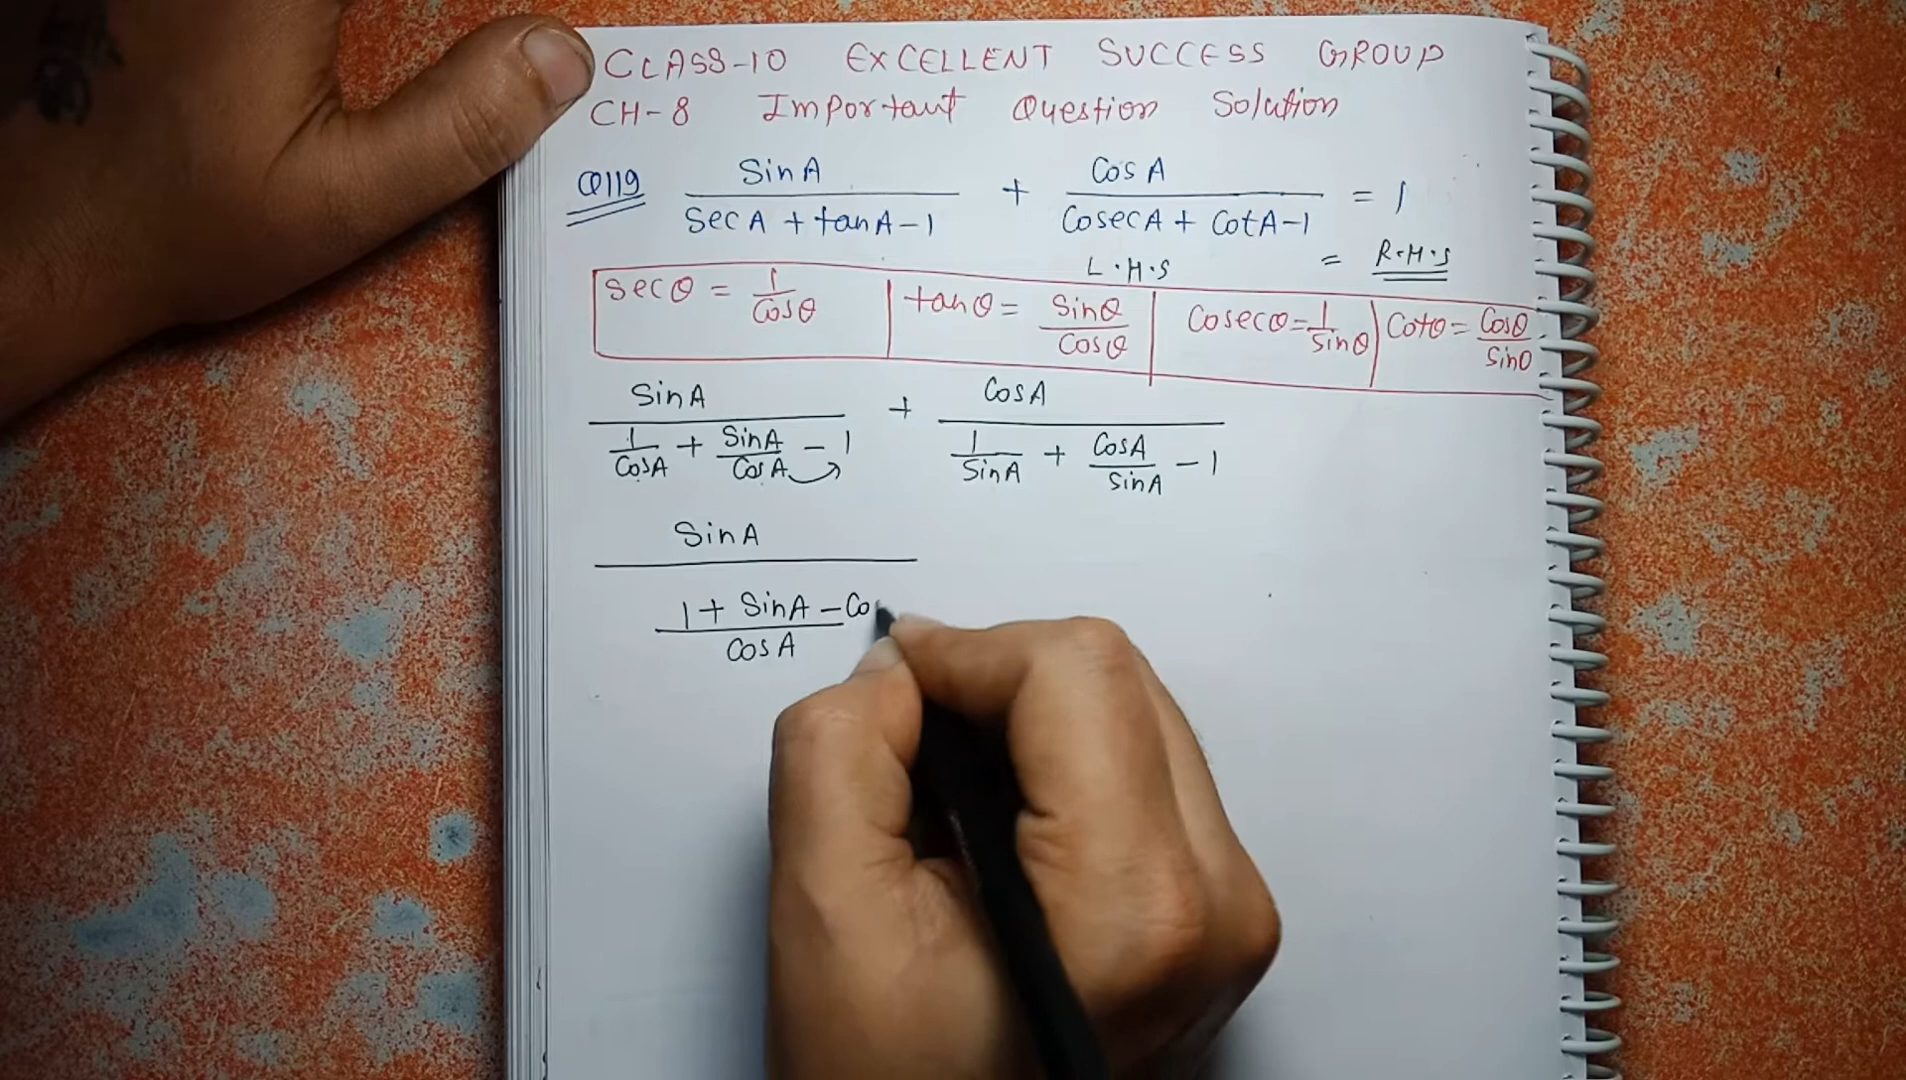 CLASS-10 EXCELLENT SUCCESS GROUP
CH-8 Important Question Solution
Q119 SinA/(SecA + tanA-1) + CosA/(CosecA + CotA-1) = 1
L.H.S = R.H.S
secθ = 1/Cosθ | tanθ = Sinθ/Cosθ | Cosecθ = 1/Sinθ | Cotθ = Cosθ/Sinθ
SinA/(1/CosA + SinA/CosA - 1) + CosA/(1/SinA + CosA/SinA - 1)
SinA
1 + SinA - Cos
CosA